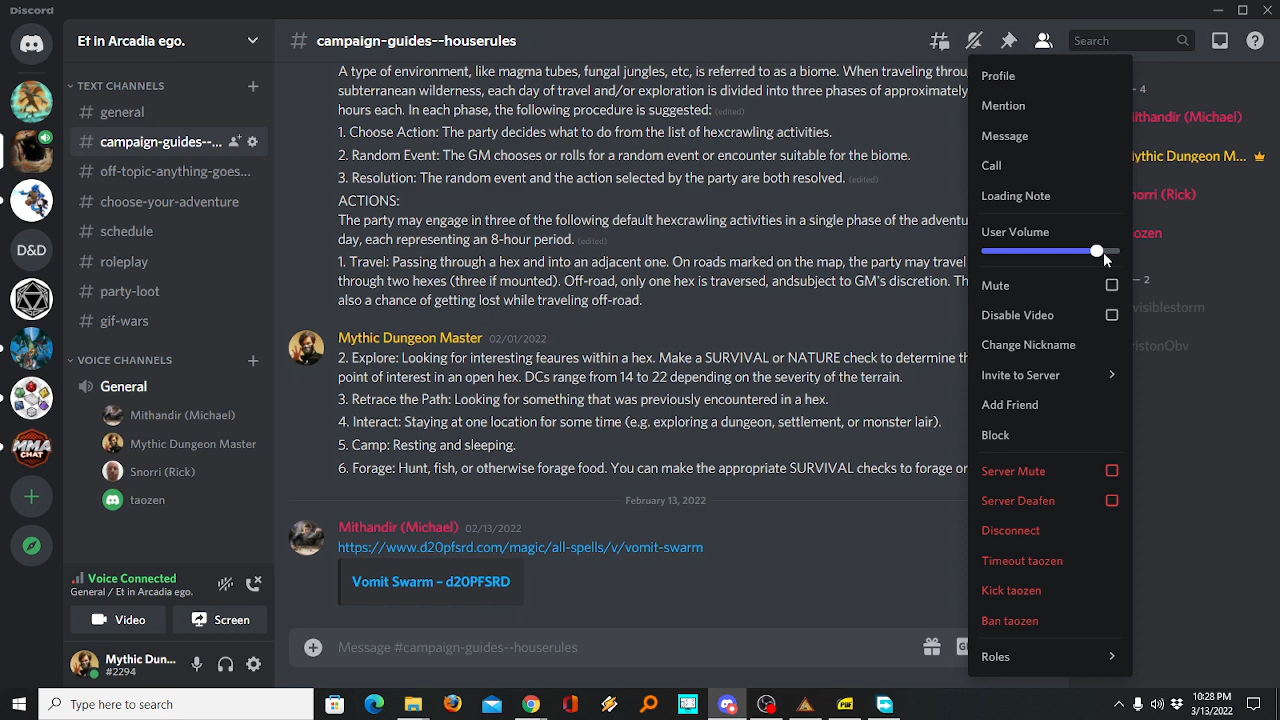 Discord
Et in Arcadia ego.
campaign-guides--houserules
Search
TEXT CHANNELS
general
campaign-guides--...
off-topic-anything-goes...
choose-your-adventure
schedule
roleplay
party-loot
gif-wars
VOICE CHANNELS
General
Mithandir (Michael)
Mythic Dungeon Master
Snorri (Rick)
taozen
D&D
MMA
CHAT
Voice Connected
General / Et in Arcadia ego.
Video
Screen
Mythic Dun...
#2294
A type of environment, like magma tubes, fungal jungles, etc, is referred to as a biome. When traveling throu
subterranean wilderness, each day of travel and/or exploration is divided into three phases of approximately
hours each. In each phase, the following procedure is suggested: (edited)
1. Choose Action: The party decides what to do from the list of hexcrawling activities.
2. Random Event: The GM chooses or rolls for a random event or encounter suitable for the biome.
3. Resolution: The random event and the action selected by the party are both resolved. (edited)
ACTIONS:
The party may engage in three of the following default hexcrawling activities in a single phase of the adventu
day, each representing an 8-hour period. (edited)
1. Travel: Passing through a hex and into an adjacent one. On roads marked on the map, the party can travel
through two hexes (three if mounted). Off-road, only one hex is traversed, andsubject to GM's discretion. Th
also a chance of getting lost while traveling off-road.
Mythic Dungeon Master 02/01/2022
2. Explore: Looking for interesting feaures within a hex. Make a SURVIVAL or NATURE check to determine th
point of interest in an open hex. DCs range from 14 to 22 depending on the severity of the terrain.
3. Retrace the Path: Looking for something that was previously encountered in a hex.
4. Interact: Staying at one location for some time (e.g. exploring a dungeon, settlement, or monster lair).
5. Camp: Resting and sleeping.
6. Forage: Hunt, fish, or otherwise forage food. You can make the appropriate SURVIVAL checks to forage or
February 13, 2022
Mithandir (Michael) 02/13/2022
https://www.d20pfsrd.com/magic/all-spells/v/vomit-swarm
Vomit Swarm – d20PFSRD
Message #campaign-guides--houserules
Profile
Mention
Message
Call
Loading Note
User Volume
Mute
Disable Video
Change Nickname
Invite to Server
Add Friend
Block
Server Mute
Server Deafen
Disconnect
Timeout taozen
Kick taozen
Ban taozen
Roles
— 4
ithandir (Michael)
ythic Dungeon M...
norri (Rick)
ozen
— 2
visiblestorm
ristonObv
Type here to search
PDF
10:28 PM
3/13/2022